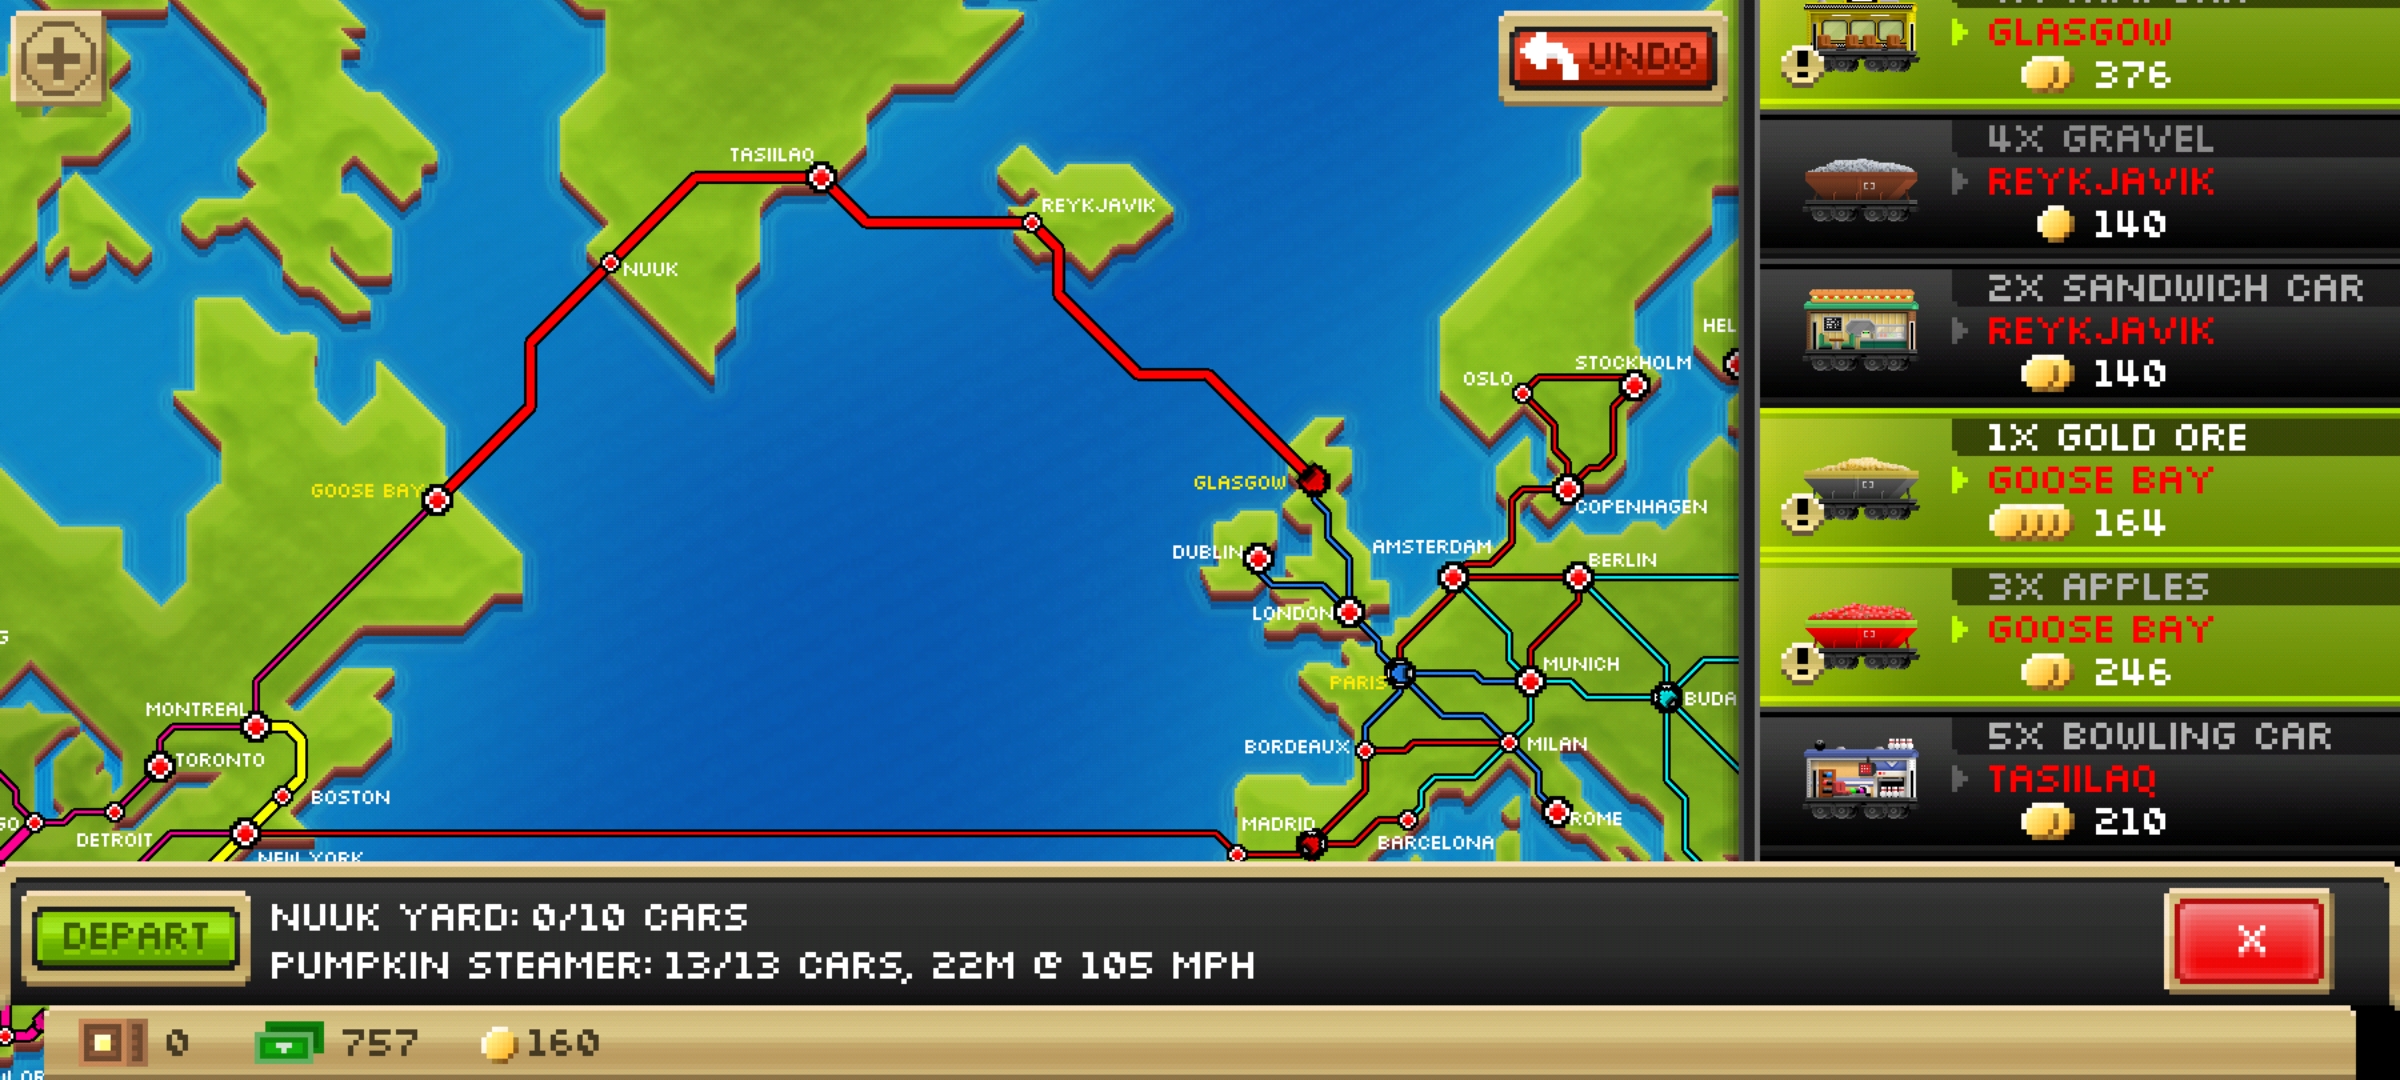 UNDO
TASIILAQ
REYKJAVIK
NUUK
GOOSE BAY
GLASGOW
DUBLIN
LONDON
PARIS
OSLO
STOCKHOLM
HEL
COPENHAGEN
AMSTERDAM
BERLIN
MUNICH
BUDA
MILAN
BORDEAUX
ROME
MADRID
BARCELONA
MONTREAL
TORONTO
BOSTON
DETROIT
NEW YORK
GLASGOW
376
4X GRAVEL
REYKJAVIK
140
2X SANDWICH CAR
REYKJAVIK
140
1X GOLD ORE
GOOSE BAY
164
3X APPLES
GOOSE BAY
246
5X BOWLING CAR
TASIILAQ
210
DEPART
NUUK YARD: 0/10 CARS
PUMPKIN STEAMER: 13/13 CARS, 22M @ 105 MPH
X
0
757
160